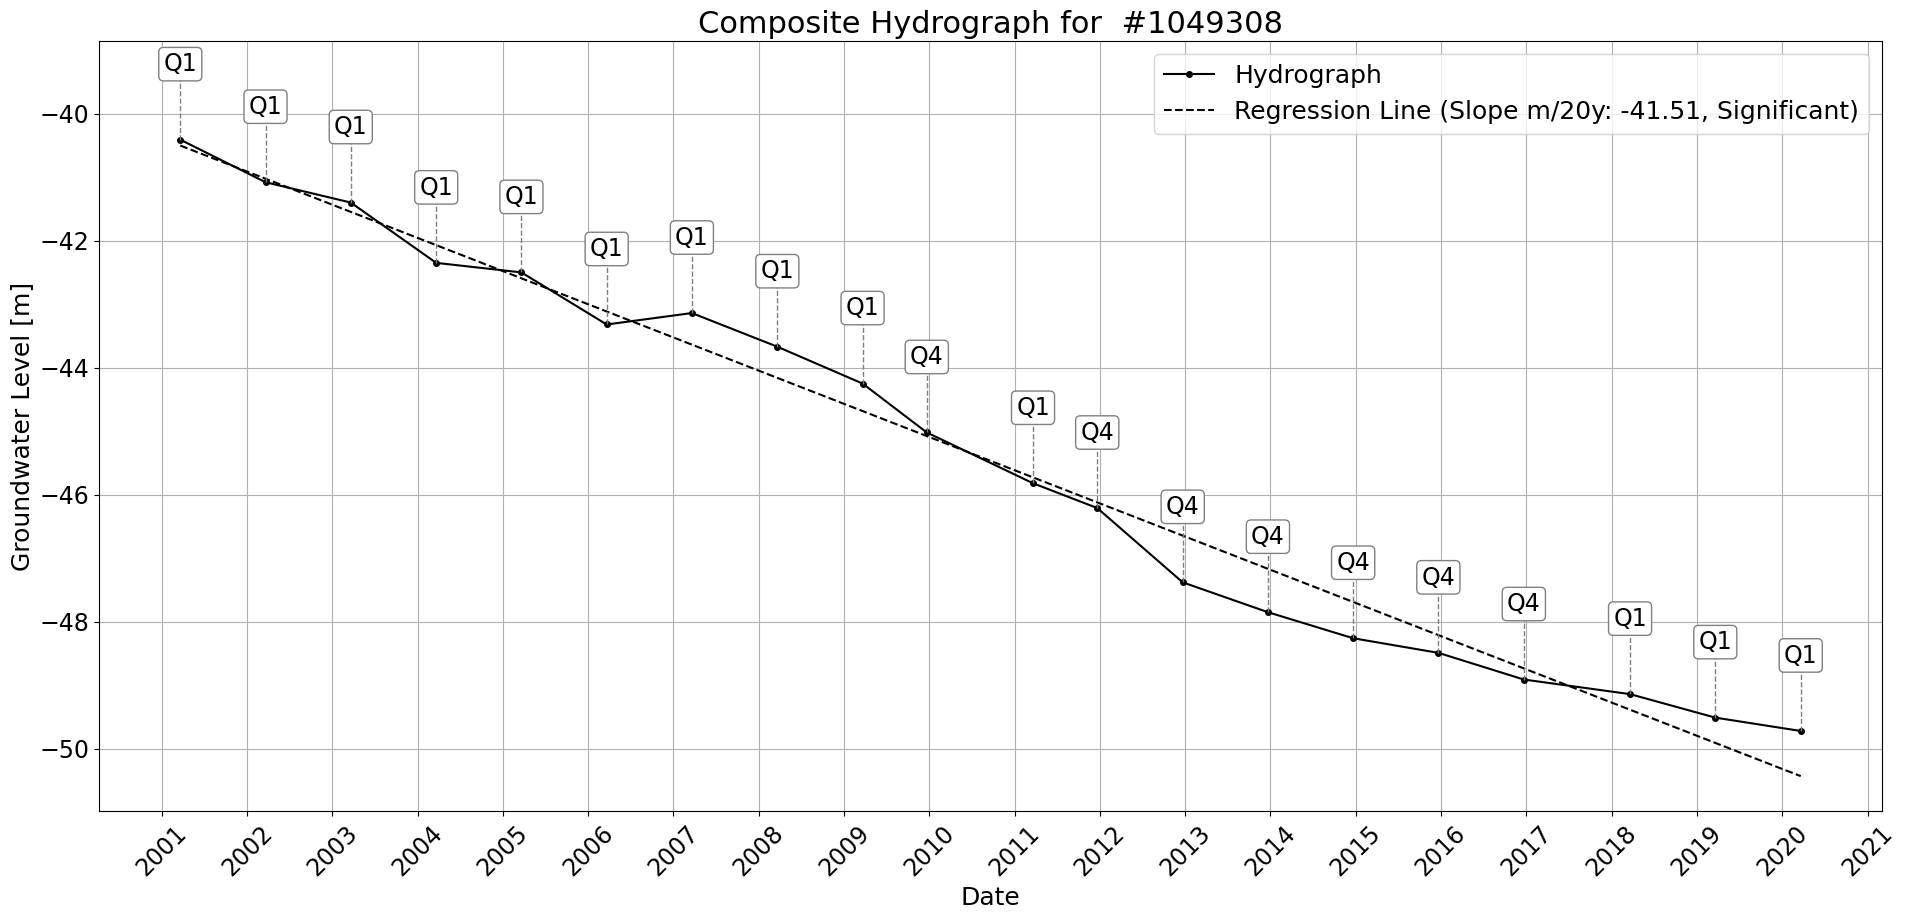 Composite Hydrograph for  #1049308
Hydrograph
Regression Line (Slope m/20y: -41.51, Significant)
Q1
Q1
Q1
Q1
Q1
Q1
Q1
Q1
Q1
Q4
Q1
Q4
Q4
Q4
Q4
Q4
Q4
Q1
Q1
Q1
Groundwater Level [m]
−40
−42
−44
−46
−48
−50
2001
2002
2003
2004
2005
2006
2007
2008
2009
2010
2011
2012
2013
2014
2015
2016
2017
2018
2019
2020
2021
Date